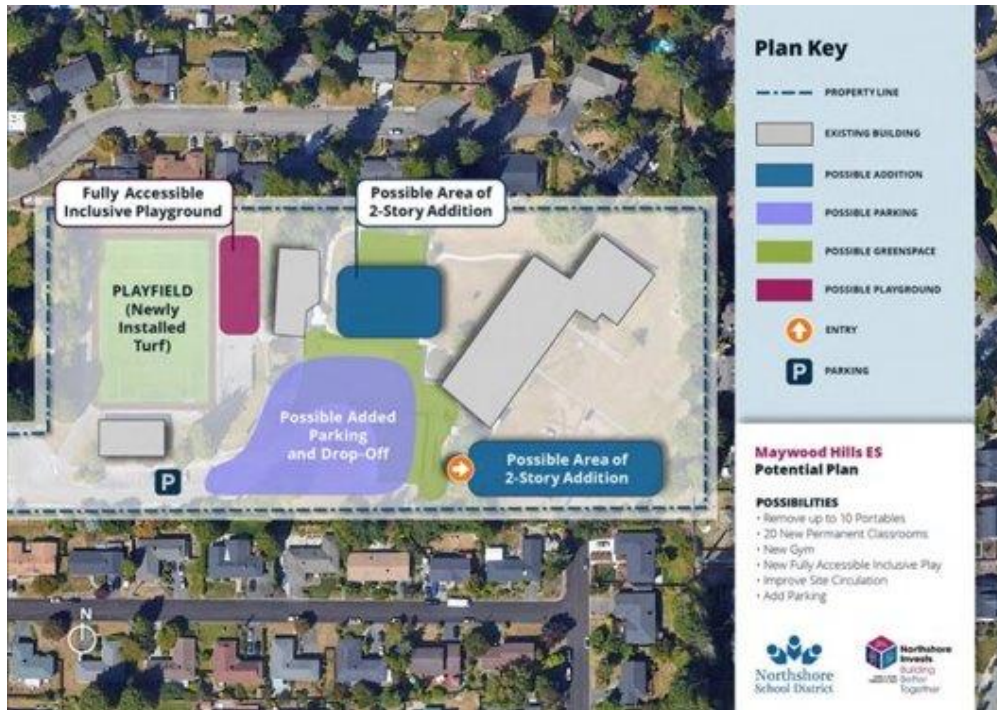 Fully Accessible
Inclusive Playground
Possible Area of
2-Story Addition
PLAYFIELD
(Newly
Installed
Turf)
Possible Added
Parking
and Drop-Off
P
Possible Area of
2-Story Addition
N
Plan Key
PROPERTY LINE
EXISTING BUILDING
POSSIBLE ADDITION
POSSIBLE PARKING
POSSIBLE GREENSPACE
POSSIBLE PLAYGROUND
ENTRY
P PARKING
Maywood Hills ES
Potential Plan
POSSIBILITIES
• Remove up to 10 Portables
• 20 New Permanent Classrooms
• New Gym
• New Fully Accessible Inclusive Play
• Improve Site Circulation
• Add Parking
Northshore
School District
Northshore
Invests
Building
Better
Together